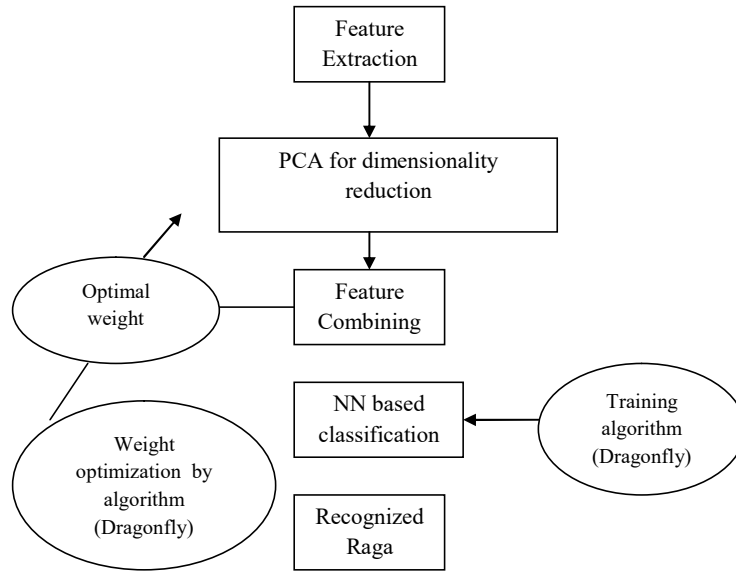 Feature
Extraction
PCA for dimensionality
reduction
Optimal
weight
Feature
Combining
NN based
classification
Training
algorithm
(Dragonfly)
Weight
optimization by
algorithm
(Dragonfly)
Recognized
Raga